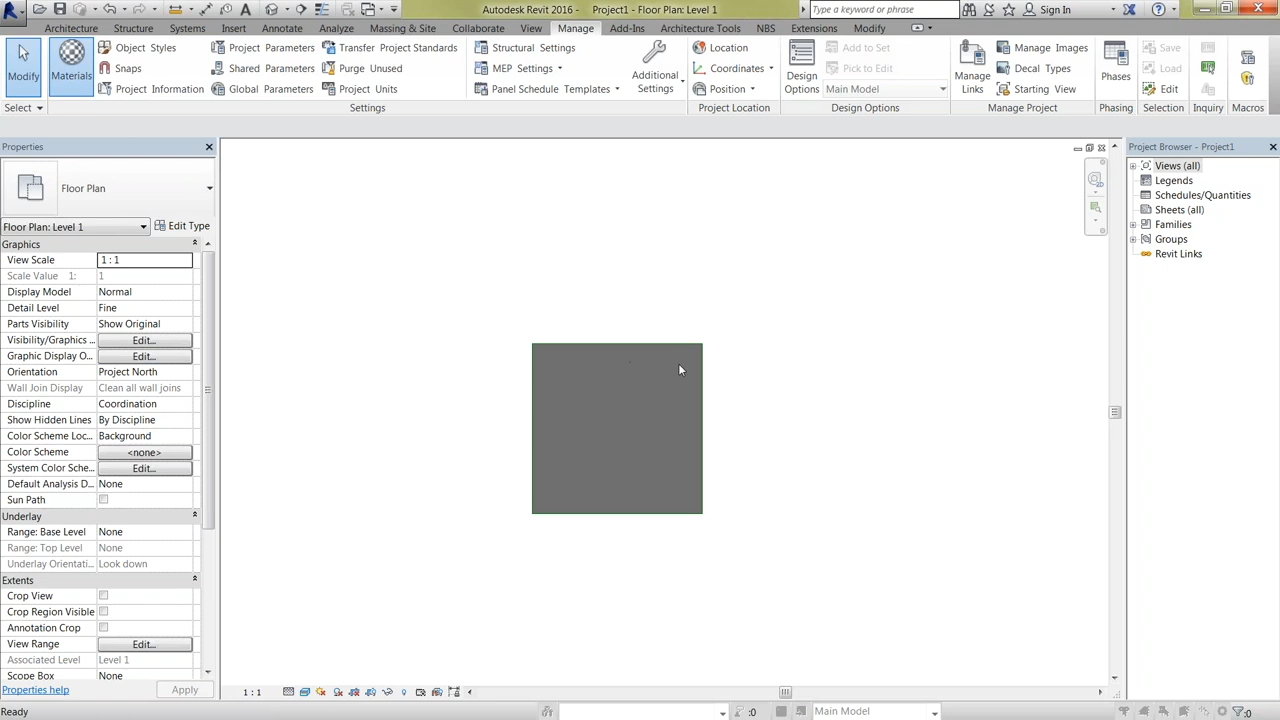 Autodesk Revit 2016 - Project1 - Floor Plan: Level 1
Type a keyword or phrase
Sign In
Architecture Structure Systems Insert Annotate Analyze Massing & Site Collaborate View Manage Add-Ins Architecture Tools NBS Extensions Modify
Modify
Materials
Object Styles
Snaps
Project Information
Project Parameters
Shared Parameters
Global Parameters
Transfer Project Standards
Purge Unused
Project Units
Structural Settings
MEP Settings
Panel Schedule Templates
Additional Settings
Location
Coordinates
Position
Design Options
Add to Set
Pick to Edit
Main Model
Manage Links
Manage Images
Decal Types
Starting View
Phases
Save
Load
Edit
Select
Settings
Project Location
Design Options
Manage Project
Phasing
Selection
Inquiry
Macros
Properties
Floor Plan
Floor Plan: Level 1
Edit Type
Graphics
View Scale 1 : 1
Scale Value 1: 1
Display Model Normal
Detail Level Fine
Parts Visibility Show Original
Visibility/Graphics ... Edit...
Graphic Display O... Edit...
Orientation Project North
Wall Join Display Clean all wall joins
Discipline Coordination
Show Hidden Lines By Discipline
Color Scheme Loc... Background
Color Scheme <none>
System Color Sche... Edit...
Default Analysis D... None
Sun Path
Underlay
Range: Base Level None
Range: Top Level None
Underlay Orientati... Look down
Extents
Crop View
Crop Region Visible
Annotation Crop
View Range Edit...
Associated Level Level 1
Scope Box None
Properties help
Apply
Project Browser - Project1
Views (all)
Legends
Schedules/Quantities
Sheets (all)
Families
Groups
Revit Links
1 : 1
Ready
:0
Main Model
:0